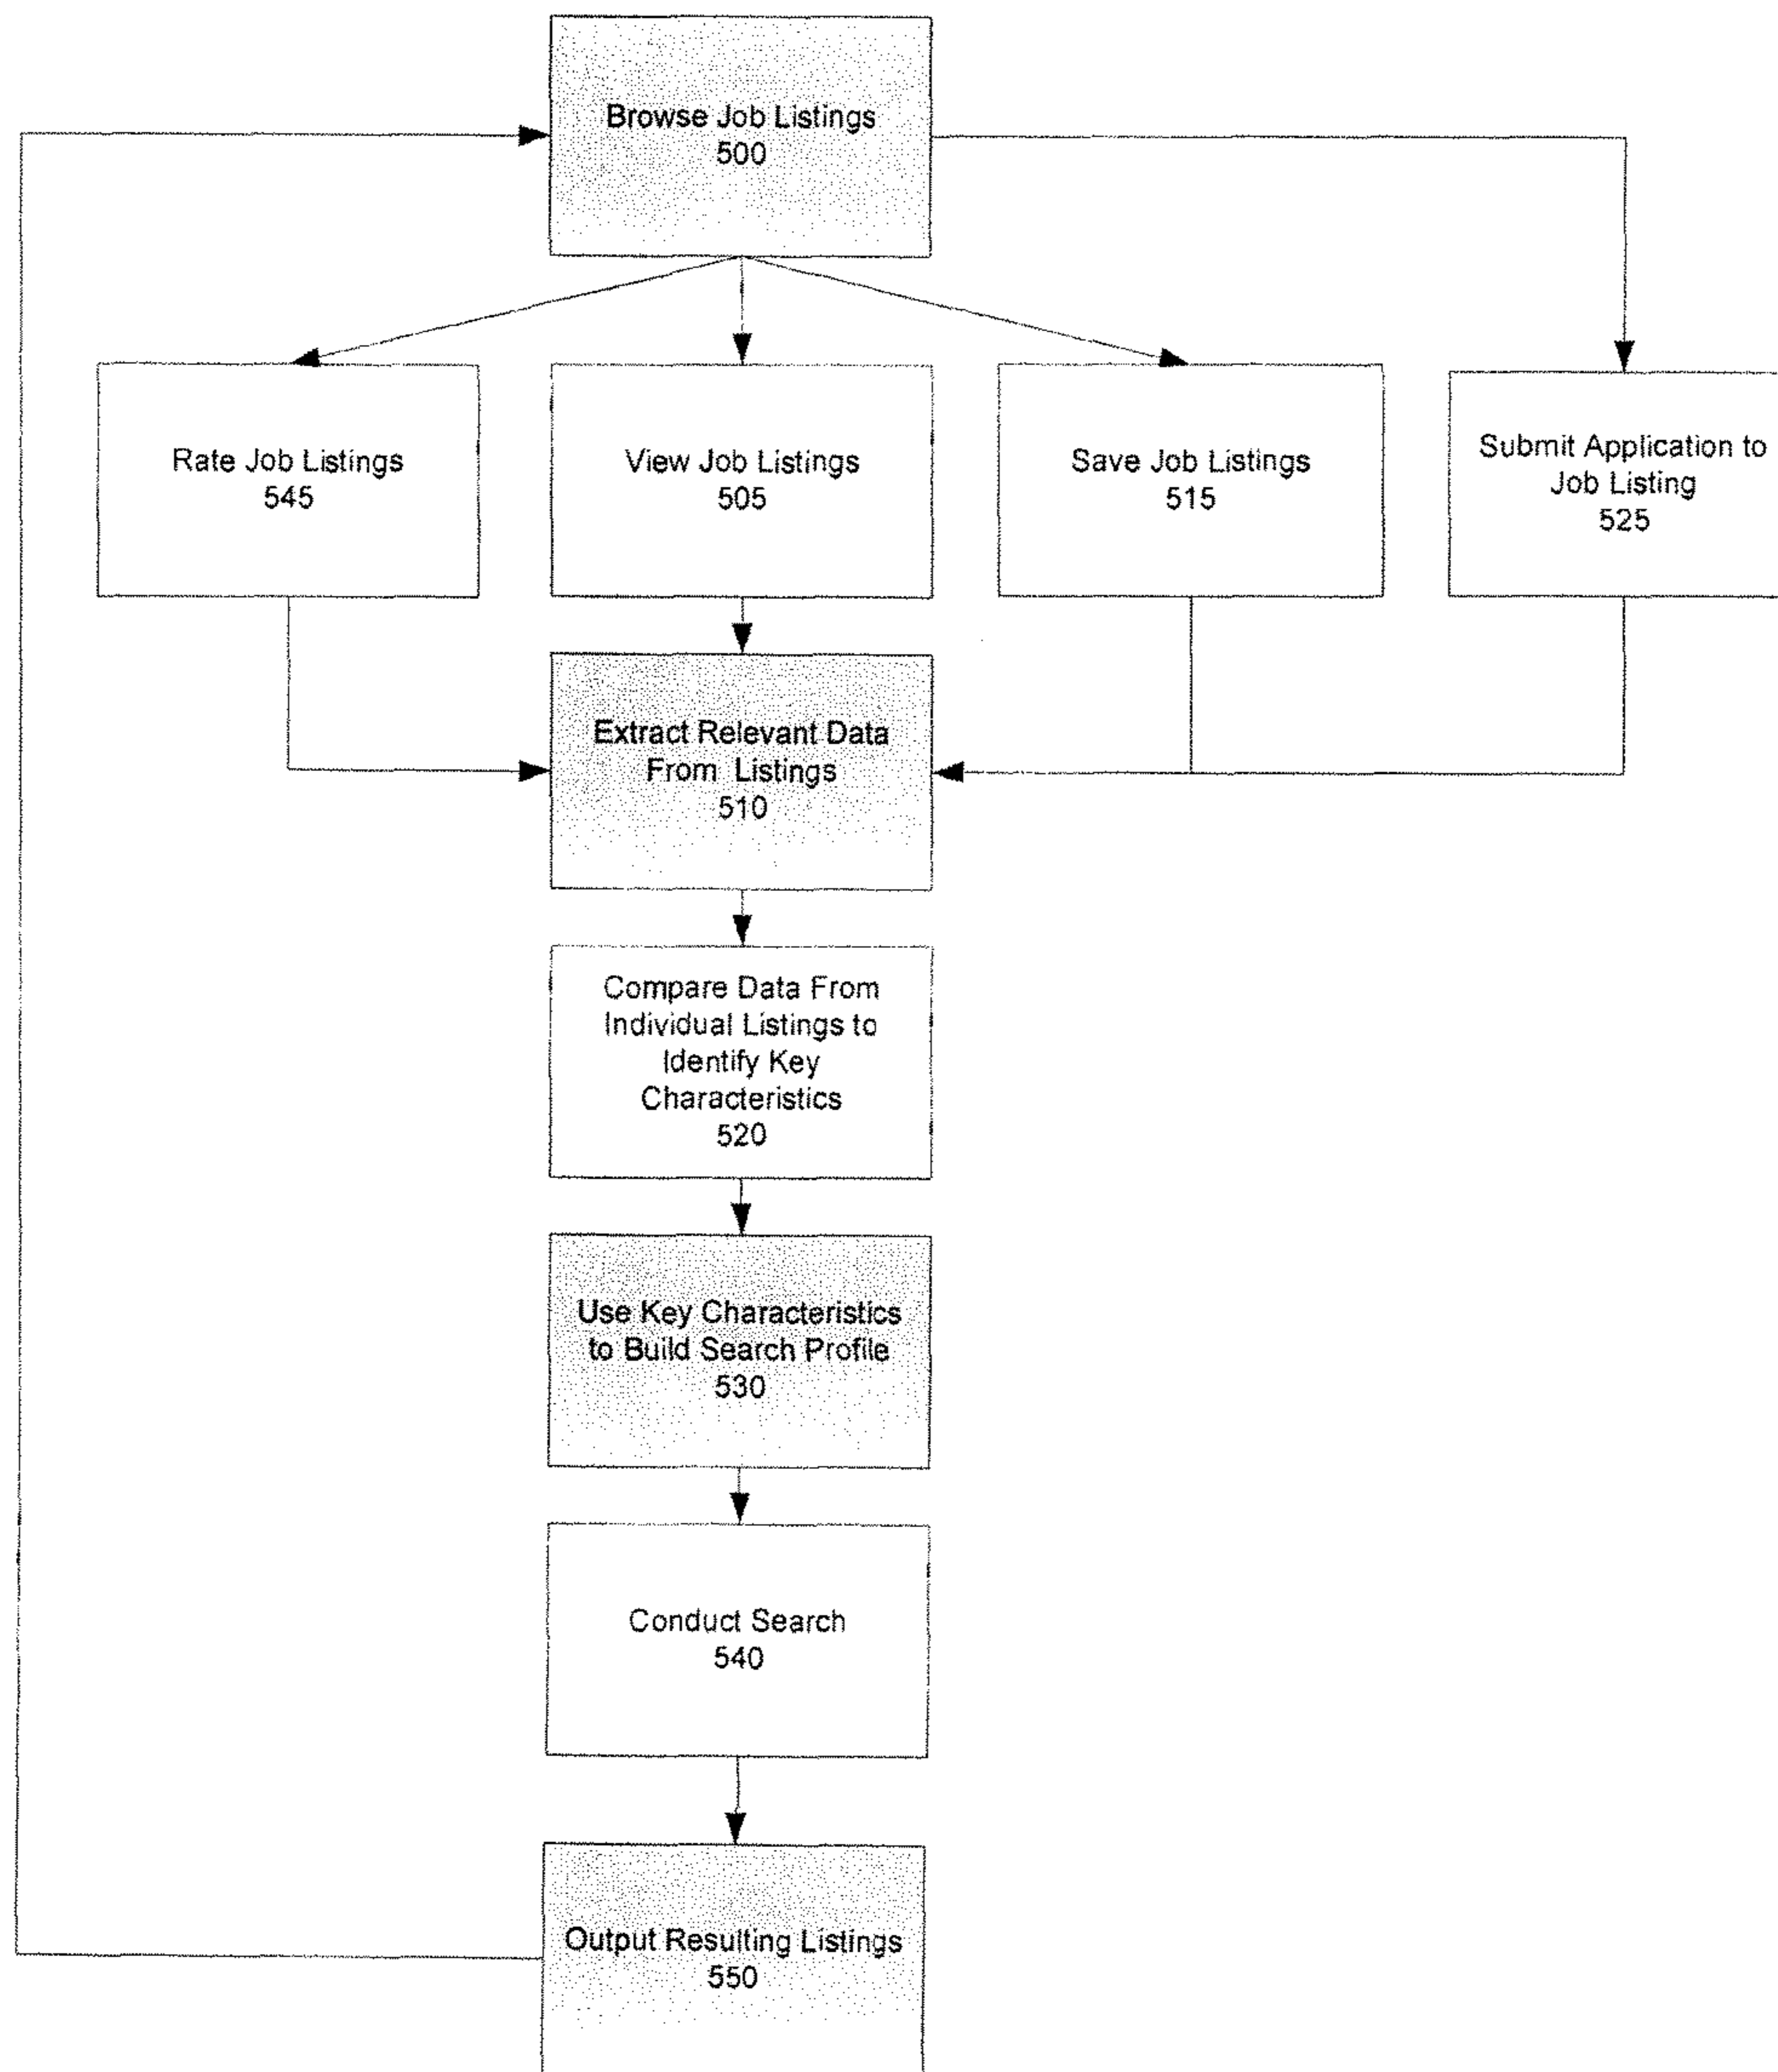 Browse Job Listings
500
Rate Job Listings
545
View Job Listings
505
Save Job Listings
515
Submit Application to
Job Listing
525
Extract Relevant Data
From Listings
510
Compare Data From
Individual Listings to
Identify Key
Characteristics
520
Use Key Characteristics
to Build Search Profile
530
Conduct Search
540
Output Resulting Listings
550